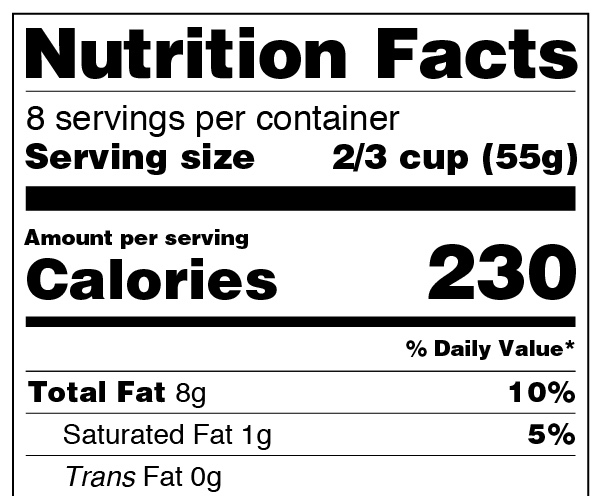 Nutrition Facts
8 servings per container
Serving size 2/3 cup (55g)
Amount per serving
Calories 230
% Daily Value*
Total Fat 8g 10%
Saturated Fat 1g 5%
Trans Fat 0g